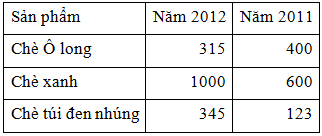 Sản phẩm Năm 2012 Năm 2011
Chè Ô long 315 400
Chè xanh 1000 600
Chè túi đen nhúng 345 123